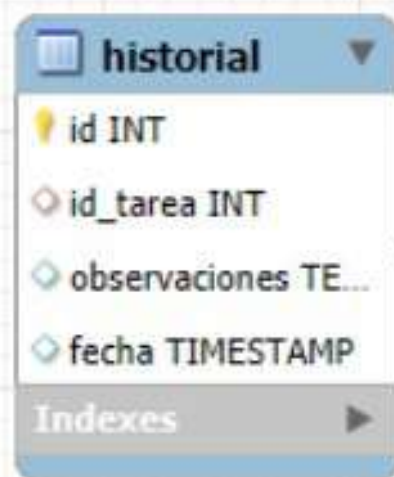 historial
id INT
id_tarea INT
observaciones TE...
fecha TIMESTAMP
Indexes